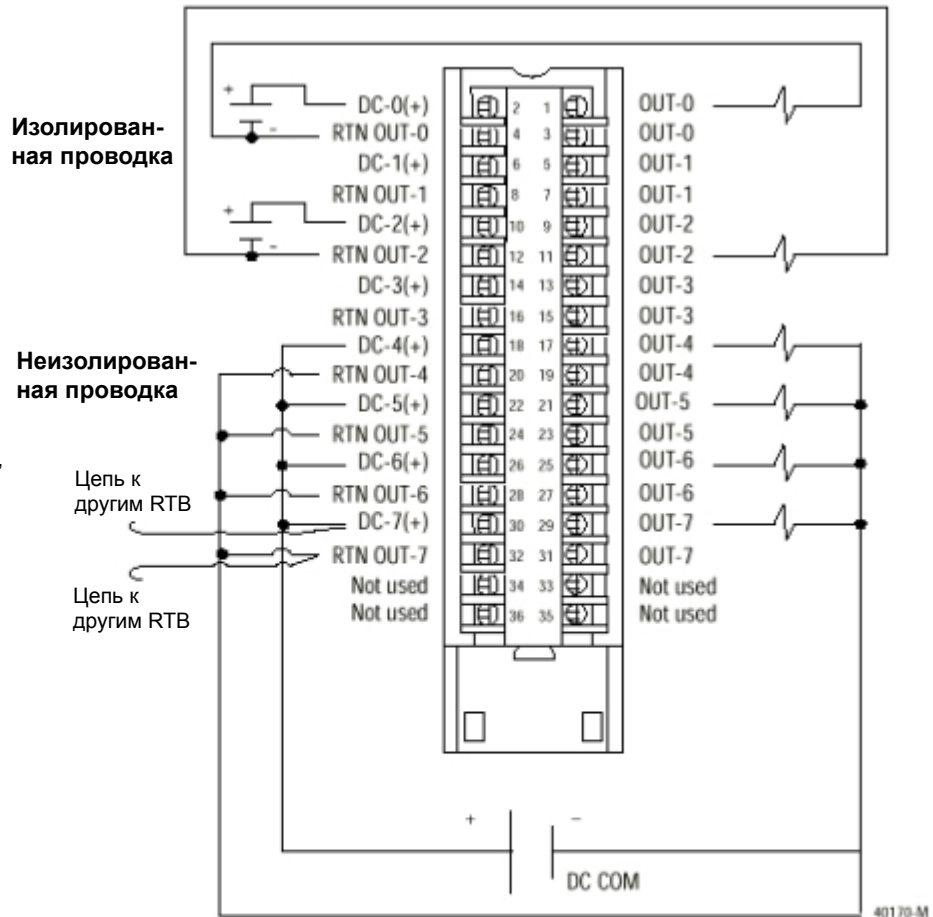 Изолирован-
ная проводка
+
-
DC-0(+) 2 1 OUT-0
RTN OUT-0 4 3 OUT-0
DC-1(+) 6 5 OUT-1
RTN OUT-1 8 7 OUT-1
+
-
DC-2(+) 10 9 OUT-2
RTN OUT-2 12 11 OUT-2
DC-3(+) 14 13 OUT-3
RTN OUT-3 16 15 OUT-3
Неизолирован-
ная проводка
DC-4(+) 18 17 OUT-4
RTN OUT-4 20 19 OUT-4
DC-5(+) 22 21 OUT-5
RTN OUT-5 24 23 OUT-5
DC-6(+) 26 25 OUT-6
Цепь к
другим RTB
RTN OUT-6 28 27 OUT-6
DC-7(+) 30 29 OUT-7
RTN OUT-7 32 31 OUT-7
Цепь к
другим RTB
Not used 34 33 Not used
Not used 36 35 Not used
+ −
DC COM
40170-M